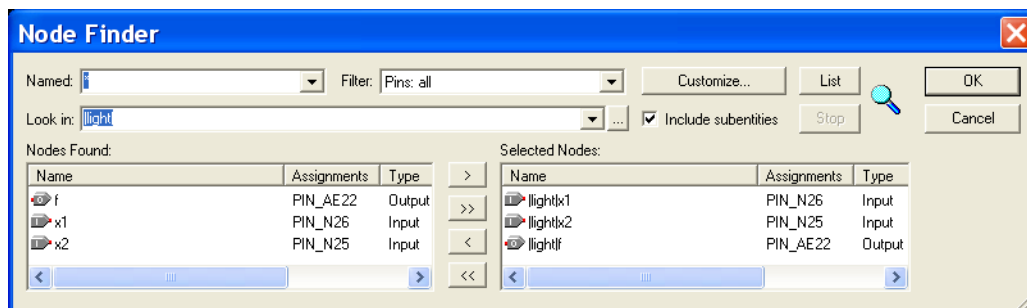 Node Finder
Named: * Filter: Pins: all Customize... List OK
Look in: |light| ... Include subentities Stop Cancel
Nodes Found: Selected Nodes:
Name Assignments Type > Name Assignments Type
f PIN_AE22 Output >> |light|x1 PIN_N26 Input
x1 PIN_N26 Input < |light|x2 PIN_N25 Input
x2 PIN_N25 Input << |light|f PIN_AE22 Output